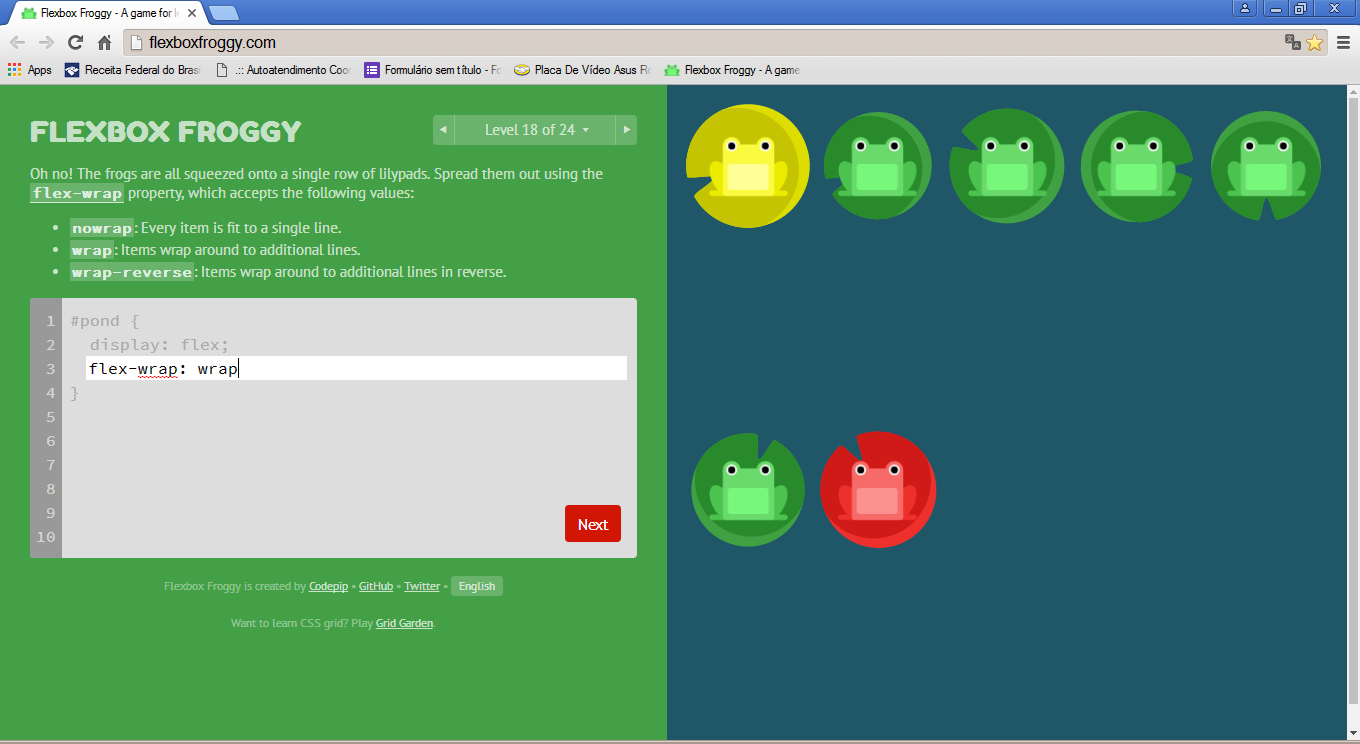 Flexbox Froggy - A game for l
flexboxfroggy.com
Apps
Receita Federal do Brasi
.:: Autoatendimento Coor
Formulário sem título - Fo
Placa De Vídeo Asus Ro
Flexbox Froggy - A game
FLEXBOX FROGGY
Level 18 of 24
Oh no! The frogs are all squeezed onto a single row of lilypads. Spread them out using the
flex-wrap property, which accepts the following values:
• nowrap: Every item is fit to a single line.
• wrap: Items wrap around to additional lines.
• wrap-reverse: Items wrap around to additional lines in reverse.
1 #pond {
2 display: flex;
3 flex-wrap: wrap
4 }
5
6
7
8
9
10
Next
Flexbox Froggy is created by Codepip • GitHub • Twitter • English
Want to learn CSS grid? Play Grid Garden.